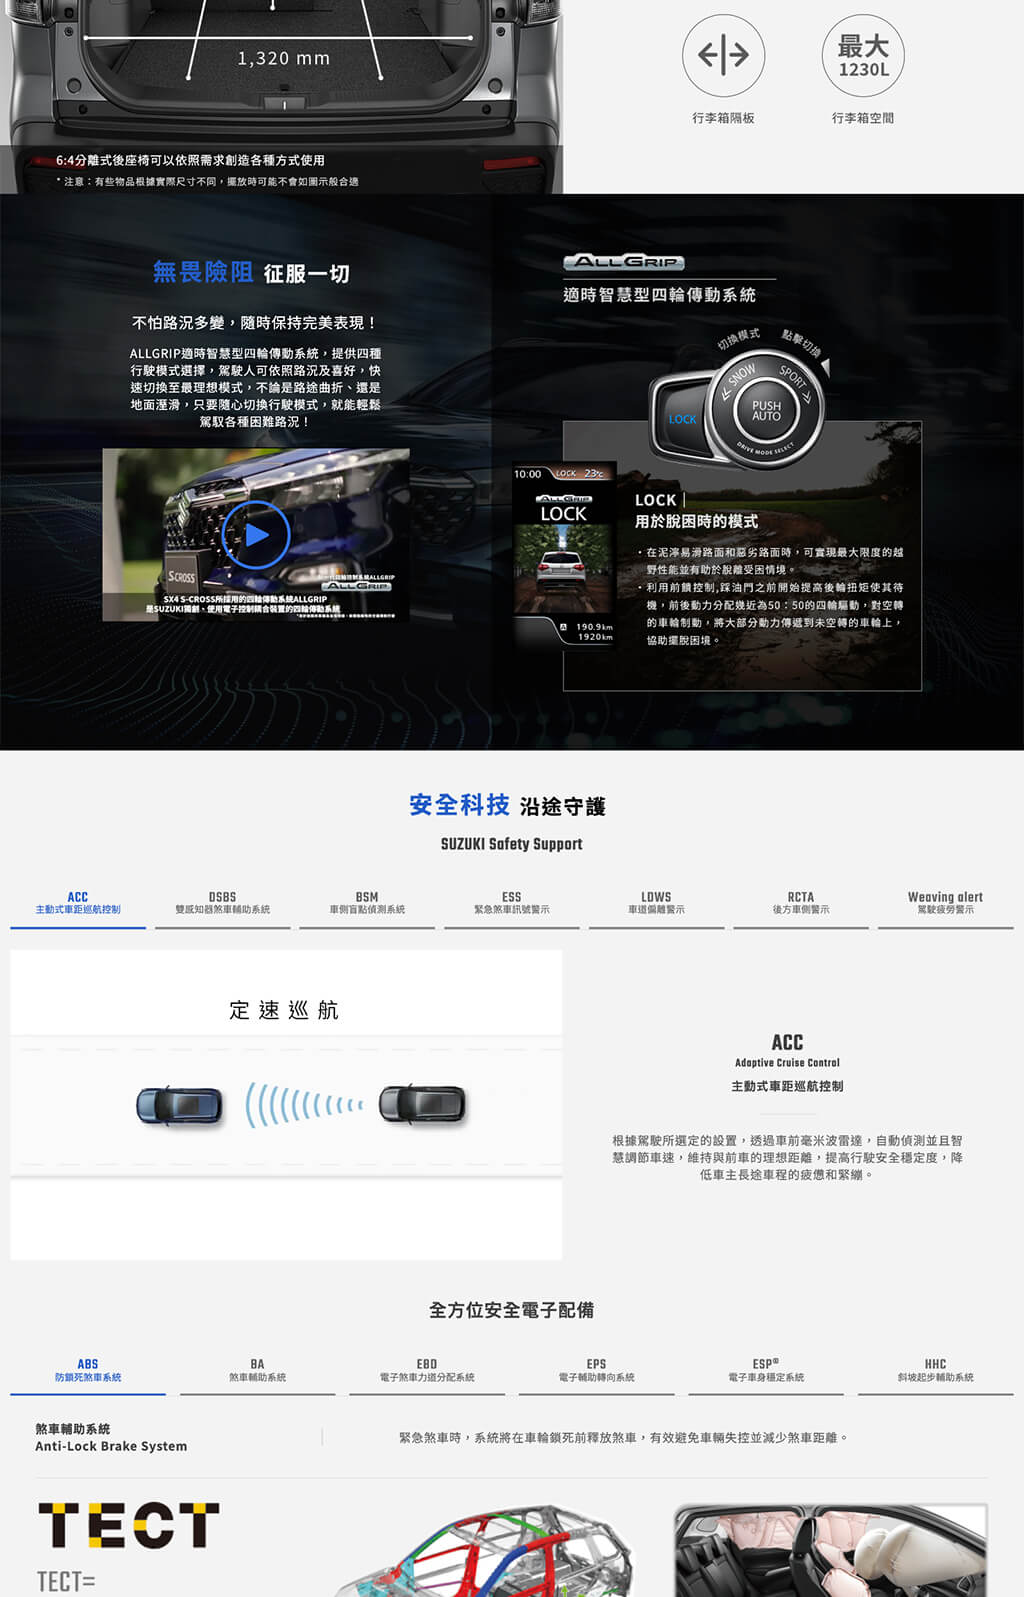 1,320 mm
6:4分離式後座椅可以依照需求創造各種方式使用
* 注意：有些物品根據實際尺寸不同，擺放時可能不會如圖示般合適
最大
1230L
行李箱隔板
行李箱空間
無畏險阻 征服一切
不怕路況多變，隨時保持完美表現！
ALLGRIP適時智慧型四輪傳動系統，提供四種
行駛模式選擇，駕駛人可依照路況及喜好，快
速切換至最理想模式，不論是路途曲折、還是
地面溼滑，只要隨心切換行駛模式，就能輕鬆
駕馭各種困難路況！
S CROSS
ALLGRIP
SX4 S-CROSS所採用的四輪傳動系統ALLGRIP
是SUZUKI獨創、使用電子控制耦合裝置的四輪傳動系統
ALLGRIP
適時智慧型四輪傳動系統
切換模式
點擊切換
SNOW
SPORT
PUSH
AUTO
LOCK
DRIVE MODE SELECT
10:00 LOCK 23℃
ALLGRIP
LOCK
A 190.9km
1920km
LOCK |
用於脫困時的模式
・在泥濘易滑路面和惡劣路面時，可實現最大限度的越
野性能並有助於脫離受困情境。
・利用前饋控制,踩油門之前開始提高後輪扭矩使其待
機，前後動力分配幾近為50：50的四輪驅動，對空轉
的車輪制動，將大部分動力傳遞到未空轉的車輪上，
協助擺脫困境。
安全科技 沿途守護
SUZUKI Safety Support
ACC
主動式車距巡航控制
DSBS
雙感知器煞車輔助系統
BSM
車側盲點偵測系統
ESS
緊急煞車訊號警示
LDWS
車道偏離警示
RCTA
後方車側警示
Weaving alert
駕駛疲勞警示
定速巡航
ACC
Adaptive Cruise Control
主動式車距巡航控制
根據駕駛所選定的設置，透過車前毫米波雷達，自動偵測並且智
慧調節車速，維持與前車的理想距離，提高行駛安全穩定度，降
低車主長途車程的疲憊和緊繃。
全方位安全電子配備
ABS
防鎖死煞車系統
BA
煞車輔助系統
EBD
電子煞車力道分配系統
EPS
電子輔助轉向系統
ESP®
電子車身穩定系統
HHC
斜坡起步輔助系統
煞車輔助系統
Anti-Lock Brake System
緊急煞車時，系統將在車輪鎖死前釋放煞車，有效避免車輛失控並減少煞車距離。
TECT
TECT=